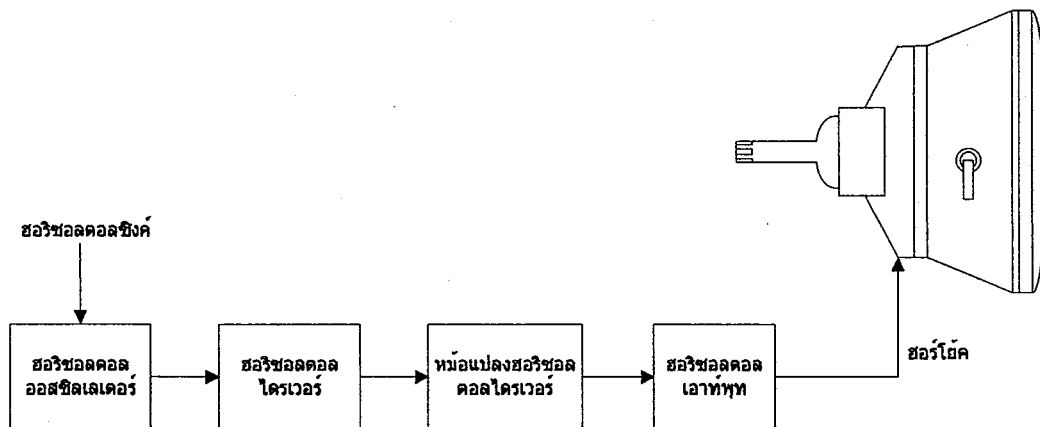 ฮอริซอลตอลซิงค์
ฮอริซอลตอล
ออสซิลเลเตอร์
ฮอริซอลตอล
ไดรเวอร์
หม้อแปลงฮอริซอล
ตอลไดรเวอร์
ฮอริซอลตอล
เอาท์พุท
ฮอร์โย้ค